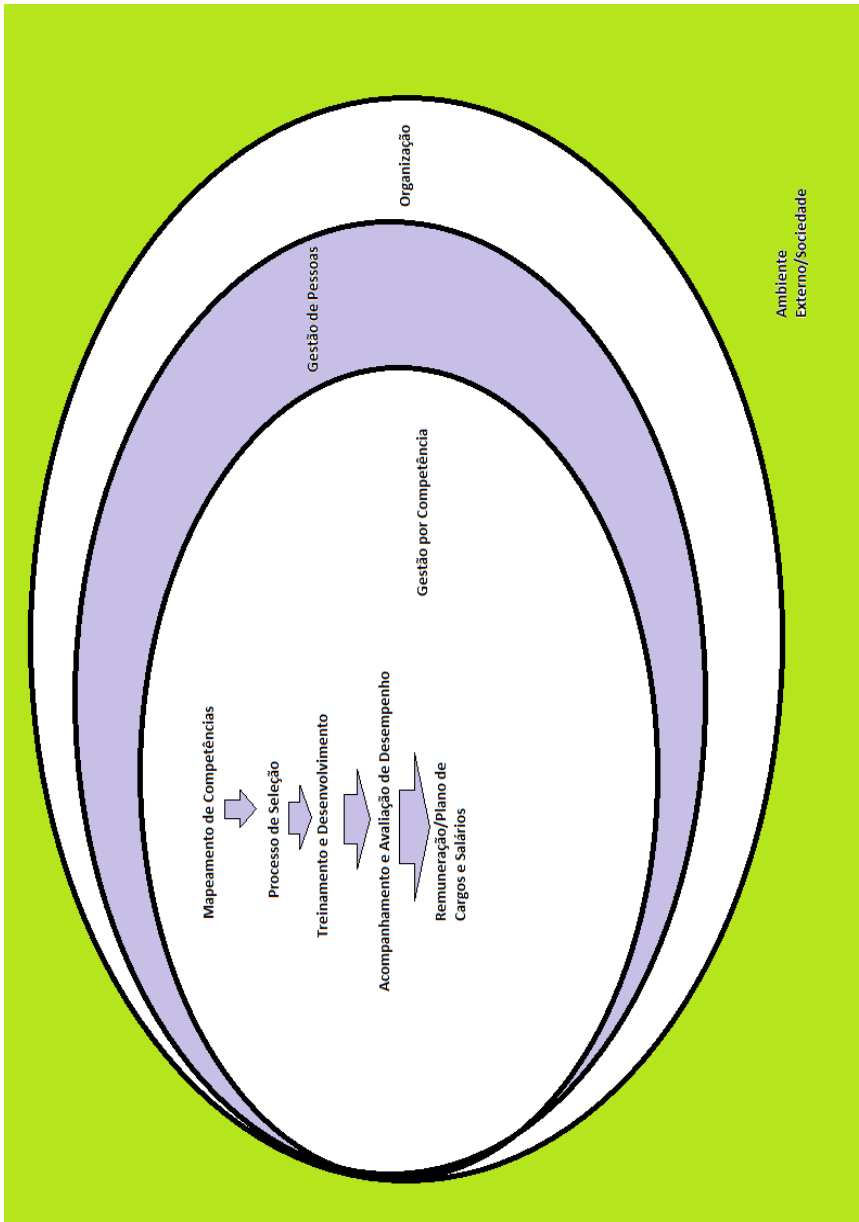 Mapeamento de Competências
Processo de Seleção
Treinamento e Desenvolvimento
Acompanhamento e Avaliação de Desempenho
Remuneração/Plano de
Cargos e Salários
Gestão por Competência
Gestão de Pessoas
Organização
Ambiente
Externo/Sociedade